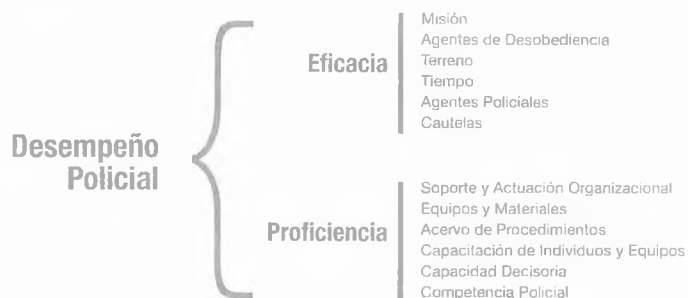 Desempeño
Policial
Eficacia
Misión
Agentes de Desobediencia
Terreno
Tiempo
Agentes Policiales
Cautelas
Proficiencia
Soporte y Actuación Organizacional
Equipos y Materiales
Acervo de Procedimientos
Capacitación de Individuos y Equipos
Capacidad Decisoria
Competencia Policial